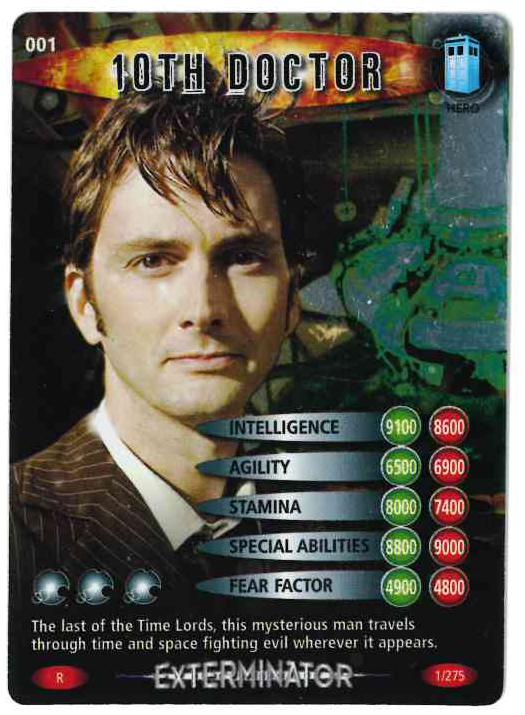 001
10TH DOCTOR
HERO
INTELLIGENCE 9100 8600
AGILITY 6500 6900
STAMINA 8000 7400
SPECIAL ABILITIES 8800 9000
FEAR FACTOR 4900 4800
The last of the Time Lords, this mysterious man travels
through time and space fighting evil wherever it appears.
R EXTERMINATOR 1/275